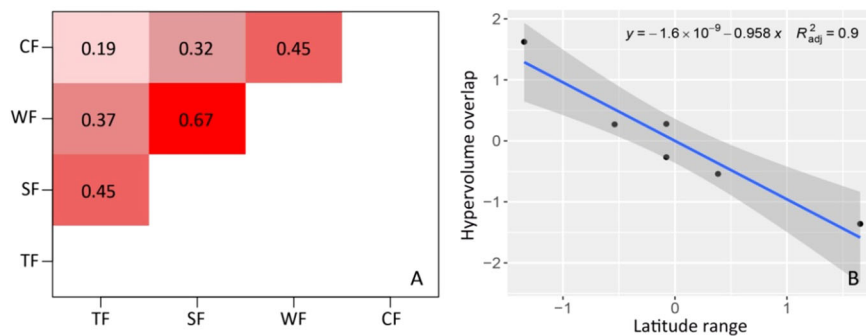 CF 0.19 0.32 0.45
WF 0.37 0.67
SF 0.45
TF A
TF SF WF CF
y = −1.6 × 10⁻⁹ − 0.958 x R²adj = 0.9
Hypervolume overlap
2
1
0
−1
−2
B
−1 0 1
Latitude range